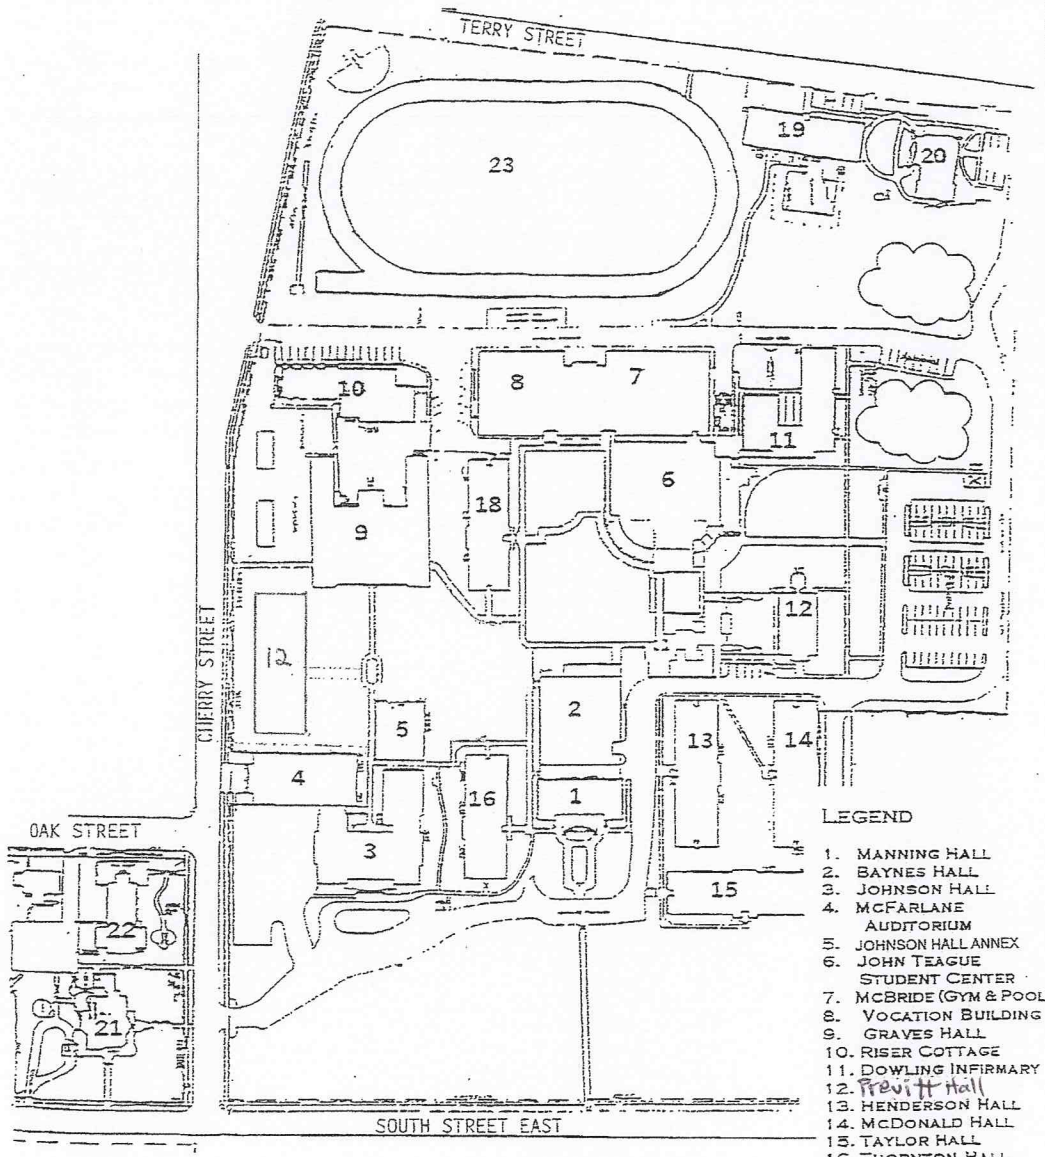 TERRY STREET
19
20
23
8
7
10
11
6
18
9
12
12
CHERRY STREET
2
5
13
14
4
16
1
OAK STREET
3
15
22
21
SOUTH STREET EAST
LEGEND
1. MANNING HALL
2. BAYNES HALL
3. JOHNSON HALL
4. MCFARLANE
AUDITORIUM
5. JOHNSON HALL ANNEX
6. JOHN TEAGUE
STUDENT CENTER
7. MCBRIDE (GYM & POOL
8. VOCATION BUILDING
9. GRAVES HALL
10. RISER COTTAGE
11. DOWLING INFIRMARY
12. Previtt Hall
13. HENDERSON HALL
14. MCDONALD HALL
15. TAYLOR HALL
16. THORNTON HALL